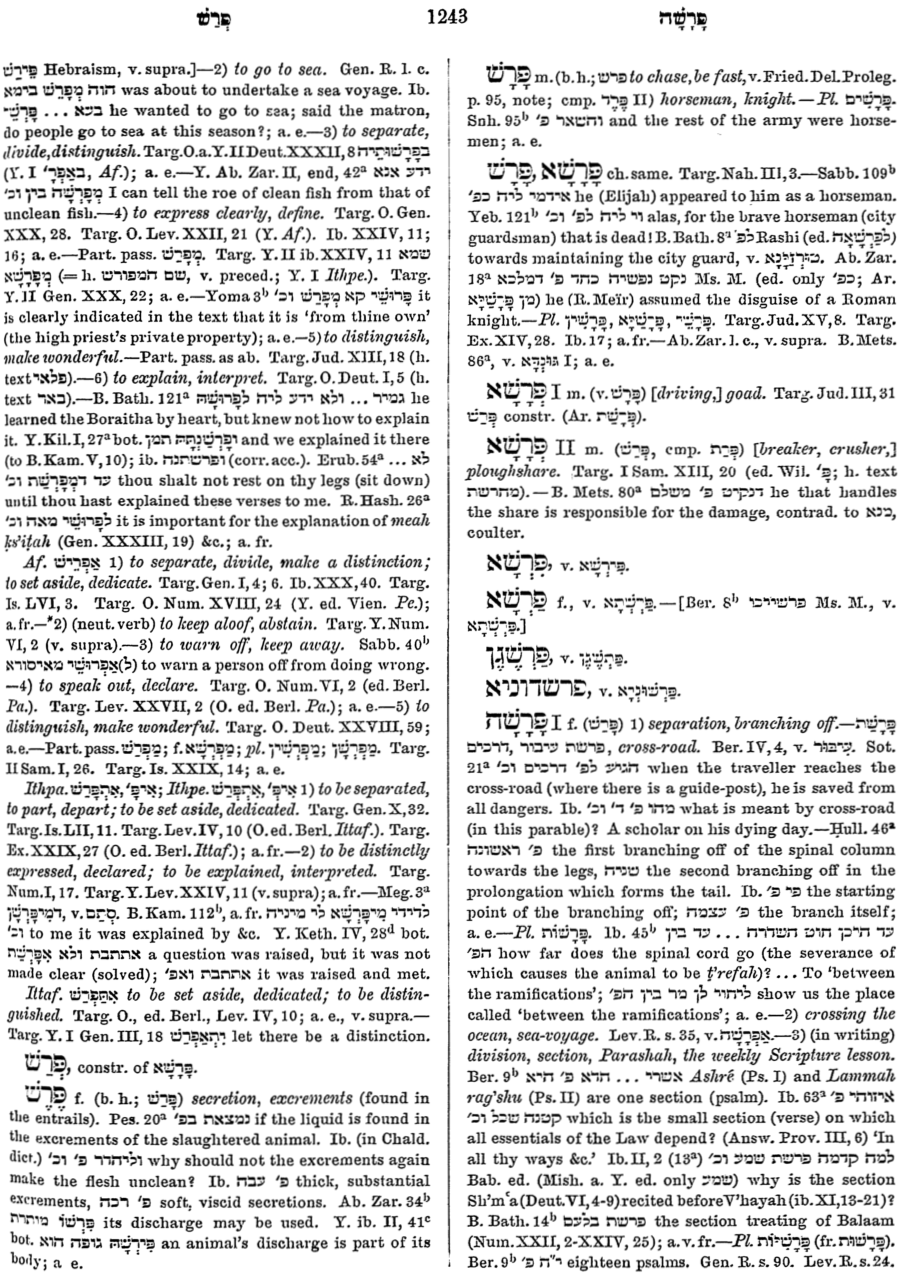 פְּרַשׁ
1243
פָּרָשָׁה
פֵּירֵשׁ Hebraism, v. supra.]—2) to go to sea. Gen. R. l. c.
הוה מְפָרֵשׁ בימא was about to undertake a sea voyage. Ib.
בעא ... פָּרְשֵׁי he wanted to go to sea; said the matron,
do people go to sea at this season?; a. e.—3) to separate,
divide, distinguish. Targ. O. a. Y. II Deut. XXXII, 8
(Y. I באפר', Af.); a. e.—Y. Ab. Zar. II, end, 42ᵃ ידע אנא
מְפָרְשָׁה בין וכ' I can tell the roe of clean fish from that of
unclean fish.—4) to express clearly, define. Targ. O. Gen.
XXX, 28. Targ. O. Lev. XXII, 21 (Y. Af.). Ib. XXIV, 11;
16; a. e.—Part. pass. מְפָרַשׁ. Targ. Y. II ib. XXIV, 11 שמא
מְפָרְשָׁא (= h. שם המפורש, v. preced.; Y. I Ithpe.). Targ.
Y. II Gen. XXX, 22; a. e.—Yoma 3ᵇ פָּרוּשֵׁי קא מְפָרֵשׁ וכ' it
is clearly indicated in the text that it is ‘from thine own’
(the high priest's private property); a. e.—5) to distinguish,
make wonderful.—Part. pass. as ab. Targ. Jud. XIII, 18 (h.
text פלאי).—6) to explain, interpret. Targ. O. Deut. I, 5 (h.
text באר).—B. Bath. 121ᵃ גמיר ... ולא ידע ליה לפָרוּשָׁהּ he
learned the Boraitha by heart, but knew not how to explain
it. Y. Kil. I, 27ᵃ bot. ופָרְשִׁנָתָהּ תמן and we explained it there
(to B. Kam. V, 10); ib. ופרשתנה (corr. acc.). Erub. 54ᵃ לא ...
עד דמְפָרְשַׁת וכ' thou shalt not rest on thy legs (sit down)
until thou hast explained these verses to me. R. Hash. 26ᵃ
לפָרוּשֵׁי מאה וכ' it is important for the explanation of meah
ḳs'iṭah (Gen. XXXIII, 19) &c.; a. fr.
Af. אַפְרֵישׁ 1) to separate, divide, make a distinction;
to set aside, dedicate. Targ. Gen. I, 4; 6. Ib. XXX, 40. Targ.
Is. LVI, 3. Targ. O. Num. XVIII, 24 (Y. ed. Vien. Pe.);
a. fr.—*2) (neut. verb) to keep aloof, abstain. Targ. Y. Num.
VI, 2 (v. supra).—3) to warn off, keep away. Sabb. 40ᵇ
(ל)אַפְרוּשֵׁי מאיסורא to warn a person off from doing wrong.
—4) to speak out, declare. Targ. O. Num. VI, 2 (ed. Berl.
Pa.). Targ. Lev. XXVII, 2 (O. ed. Berl. Pa.); a. e.—5) to
distinguish, make wonderful. Targ. O. Deut. XXVIII, 59;
a. e.—Part. pass. מַפְרַשׁ; f. מַפְרְשָׁא; pl. מַפְרְשִׁין; מַפְרְשָׁן. Targ.
II Sam. I, 26. Targ. Is. XXIX, 14; a. e.
Ithpa. אִתְפָּרַשׁ, אִיפָּ'; Ithpe. אִתְפְּרֵשׁ, אִיפְּ' 1) to be separated,
to part, depart; to be set aside, dedicated. Targ. Gen. X, 32.
Targ. Is. LII, 11. Targ. Lev. IV, 10 (O. ed. Berl. Ittaf.). Targ.
Ex. XXIX, 27 (O. ed. Berl. Ittaf.); a. fr.—2) to be distinctly
expressed, declared; to be explained, interpreted. Targ.
Num. I, 17. Targ. Y. Lev. XXIV, 11 (v. supra); a. fr.—Meg. 3ᵃ
דמִיפָּרְשָׁן, v. סְתַם. B. Kam. 112ᵇ, a. fr. לדידי מִיפָּרְשָׁא לי מיניה
וכ' to me it was explained by &c. Y. Keth. IV, 28ᵈ bot.
אתתבת ולא אִפָּרְשַׁת a question was raised, but it was not
made clear (solved); אתתבת ואפ' it was raised and met.
Ittaf. אִתַּפְרַשׁ to be set aside, dedicated; to be distin-
guished. Targ. O., ed. Berl., Lev. IV, 10; a. e., v. supra.—
Targ. Y. I Gen. III, 18 יִתְאַפְרַשׁ let there be a distinction.
פְּרַשׁ, constr. of פָּרָשָׁא.
פֶּרֶשׁ f. (b. h.; פָּרַשׁ) secretion, excrements (found in
the entrails). Pes. 20ᵃ נמצאת בפ' if the liquid is found in
the excrements of the slaughtered animal. Ib. (in Chald.
dict.) וליהדר פ' וכ' why should not the excrements again
make the flesh unclean? Ib. פ' עבה thick, substantial
excrements, פ' רכה soft, viscid secretions. Ab. Zar. 34ᵇ
פִּרְשׁוֹ מותרת its discharge may be used. Y. ib. II, 41ᶜ
bot. פִּירְשָׁהּ גופה הוא an animal's discharge is part of its
body; a e.
פָּרָשׁ m. (b. h.; פרש to chase, be fast, v. Fried. Del. Proleg.
p. 95, note; cmp. פֶּרֶד II) horseman, knight.—Pl. פָּרָשִׁים.
Snh. 95ᵇ והשאר פ' and the rest of the army were horse-
men; a. e.
פָּרָשׁ, פָּרָשָׁא ch. same. Targ. Nah. III, 3.—Sabb. 109ᵇ
אידמי ליה כפ' he (Elijah) appeared to him as a horseman.
Yeb. 121ᵇ וי ליה לפ' וכ' alas, for the brave horseman (city
guardsman) that is dead! B. Bath. 8ᵃ לפ' Rashi (ed. לפַרְשָׁאָה)
towards maintaining the city guard, v. טוּרְזִינָא. Ab. Zar.
18ᵃ נקט נפשיה כחד פ' דמלכא Ms. M. (ed. only כפ'; Ar.
מן פָּרָשַׁיָּא) he (R. Meïr) assumed the disguise of a Roman
knight.—Pl. פָּרָשֵׁי, פָּרָשַׁיָּא, פָּרָשִׁין. Targ. Jud. XV, 8. Targ.
Ex. XIV, 28. Ib. 17; a. fr.—Ab. Zar. l. c., v. supra. B. Mets.
86ᵃ, v. גּוּנְדָּא I; a. e.
פָּרָשָׁא I m. (v. פָּרָשׁ) [driving,] goad. Targ. Jud. III, 31
פְּרַשׁ constr. (Ar. פָּרָשַׁת).
פָּרָשָׁא II m. (פָּרַשׁ, cmp. פָּרַת) [breaker, crusher,]
ploughshare. Targ. I Sam. XIII, 20 (ed. Wil. פַּ'; h. text
מחרשת).—B. Mets. 80ᵃ דנקיט פ' משלם he that handles
the share is responsible for the damage, contrad. to מנא,
coulter.
פִּרְשָׁא, v. פִּירְשָׁא.
פַּרְשָׁא f., v. פַּרְשְׁתָא.—[Ber. 8ᵇ פרשייכו Ms. M., v.
פַּרְשְׁתָא.]
פַּרְשֶׁגֶן, v. פַּתְשֶׁגֶן.
פרשדוניא, v. פַּרְשׁוּנְיָא.
פָּרָשָׁה I f. (פָּרַשׁ) 1) separation, branching off.—פָּרָשַׁת
פרשת עיבור, דרכים, cross-road. Ber. IV, 4, v. עִיבּוּר. Sot.
21ᵃ הגיע לפ' דרכים וכ' when the traveller reaches the
cross-road (where there is a guide-post), he is saved from
all dangers. Ib. מהו פ' ד' וכ' what is meant by cross-road
(in this parable)? A scholar on his dying day.—Ḥull. 46ᵃ
פ' ראשונה the first branching off of the spinal column
towards the legs, שניה the second branching off in the
prolongation which forms the tail. Ib. פי פ' the starting
point of the branching off; פ' עצמה the branch itself;
a. e.—Pl. פָּרָשׁוֹת. Ib. 45ᵇ עד היכן חוט השדרה ... עד בין
הפ' how far does the spinal cord go (the severance of
which causes the animal to be ṭ'refah)? ... To ‘between
the ramifications’; ליחוי לן מר בין הפ' show us the place
called ‘between the ramifications’; a. e.—2) crossing the
ocean, sea-voyage. Lev. R. s. 35, v. אַפְרָשָׁה.—3) (in writing)
division, section, Parashah, the weekly Scripture lesson.
Ber. 9ᵇ אשרי ... חדא פ' היא Ashré (Ps. I) and Lammah
rag'shu (Ps. II) are one section (psalm). Ib. 63ᵃ איזוהי פ'
קטנה שכל וכ' which is the small section (verse) on which
all essentials of the Law depend? (Answ. Prov. III, 6) ‘In
all thy ways &c.’ Ib. II, 2 (13ᵃ) למה קדמה פרשת שמע וכ'
Bab. ed. (Mish. a. Y. ed. only שמע) why is the section
Sh'm‘a (Deut. VI, 4-9) recited before V'hayah (ib. XI, 13-21)?
B. Bath. 14ᵇ פרשת בלעם the section treating of Balaam
(Num. XXII, 2-XXIV, 25); a. v. fr.—Pl. פָּרָשִׁיּוֹת (fr. פָּרָשׁוֹת).
Ber. 9ᵇ י"ח פ' eighteen psalms. Gen. R. s. 90. Lev. R. s. 24.